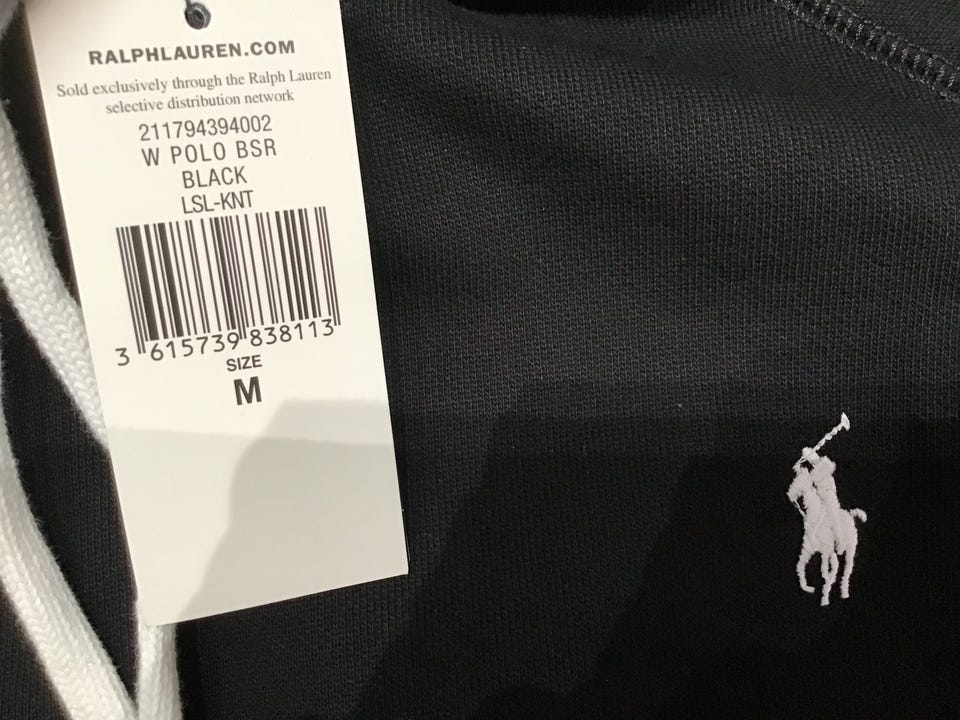 RALPHLAUREN.COM
Sold exclusively through the Ralph Lauren
selective distribution network
211794394002
W POLO BSR
BLACK
LSL-KNT
3 615739 838113
SIZE
M